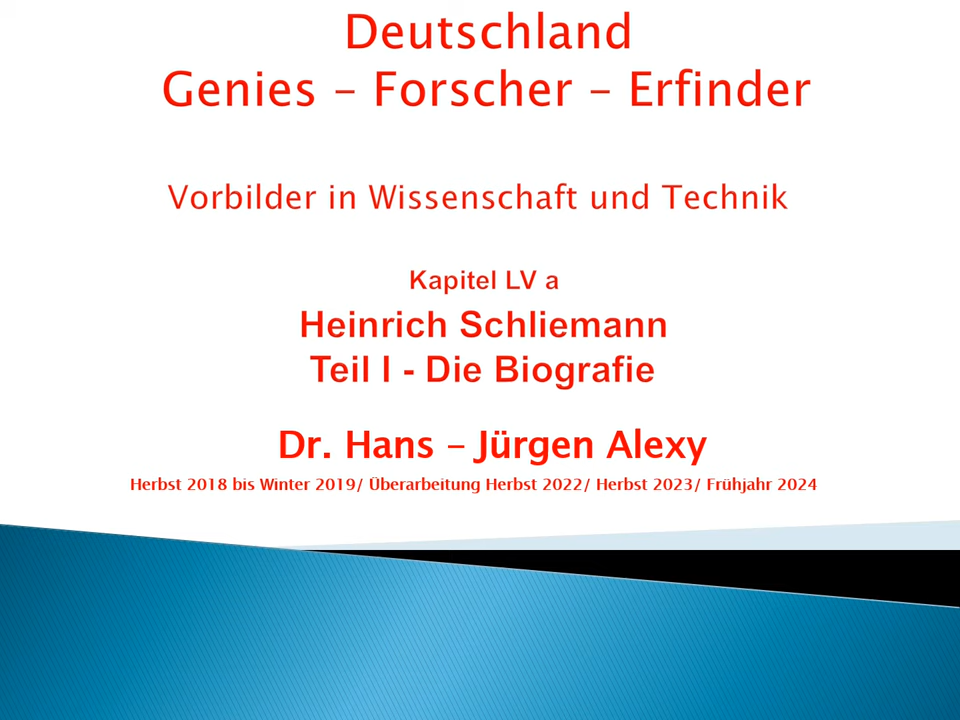 Deutschland
Genies – Forscher – Erfinder
Vorbilder in Wissenschaft und Technik
Kapitel LV a
Heinrich Schliemann
Teil I - Die Biografie
Dr. Hans – Jürgen Alexy
Herbst 2018 bis Winter 2019/ Überarbeitung Herbst 2022/ Herbst 2023/ Frühjahr 2024